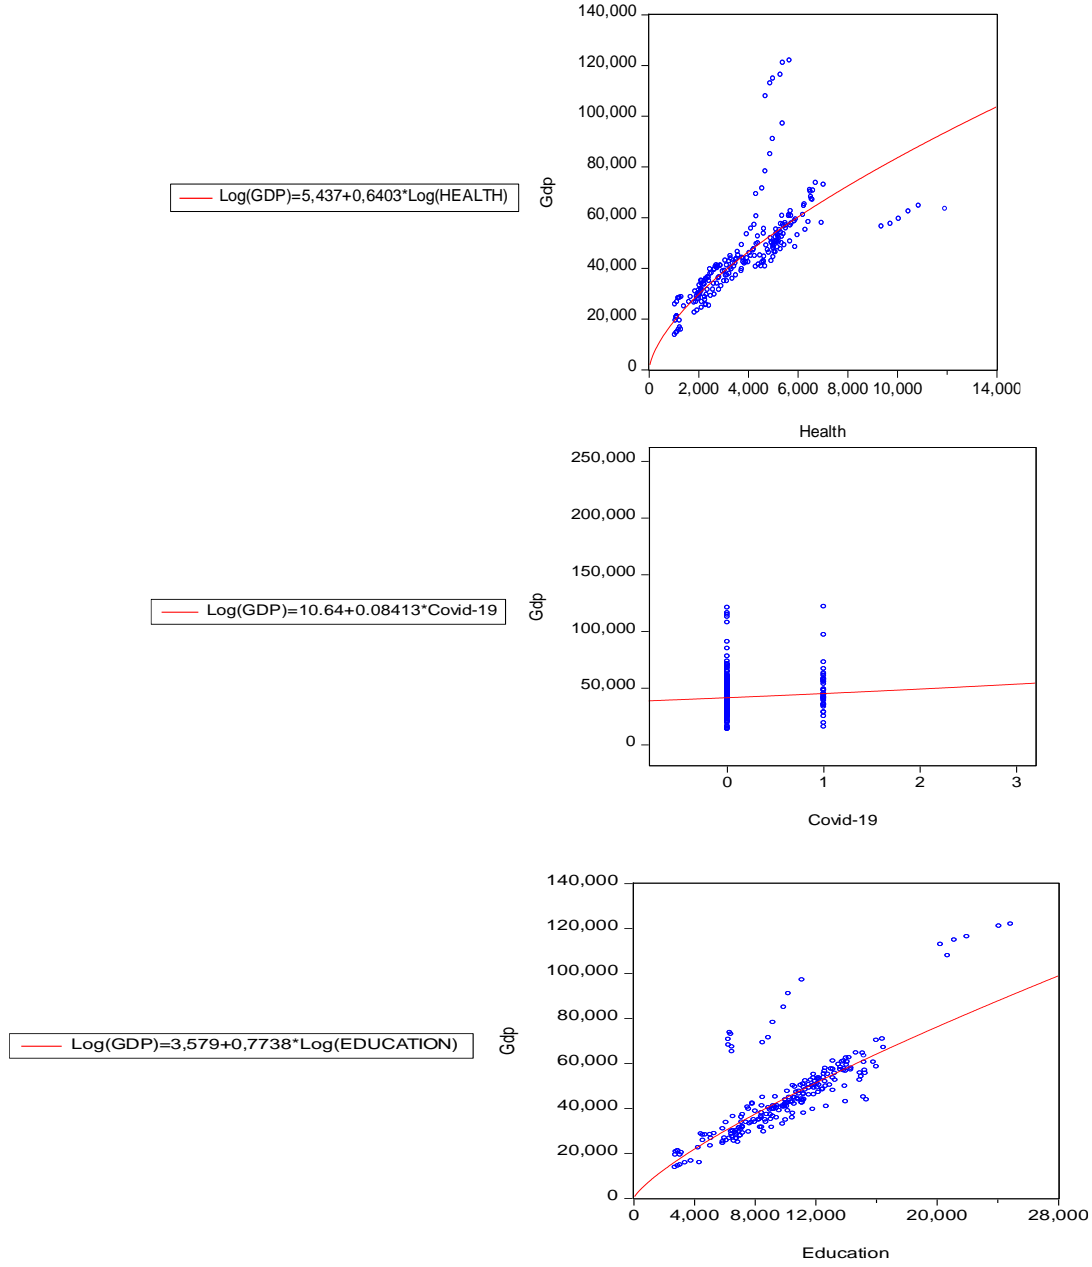 140,000
120,000
100,000
80,000
60,000
40,000
20,000
0
Gdp
Log(GDP)=5,437+0,6403*Log(HEALTH)
0 2,000 4,000 6,000 8,000 10,000 14,000
Health
250,000
200,000
150,000
100,000
50,000
0
Gdp
Log(GDP)=10.64+0.08413*Covid-19
0 1 2 3
Covid-19
140,000
120,000
100,000
80,000
60,000
40,000
20,000
0
Gdp
Log(GDP)=3,579+0,7738*Log(EDUCATION)
0 4,000 8,000 12,000 20,000 28,000
Education